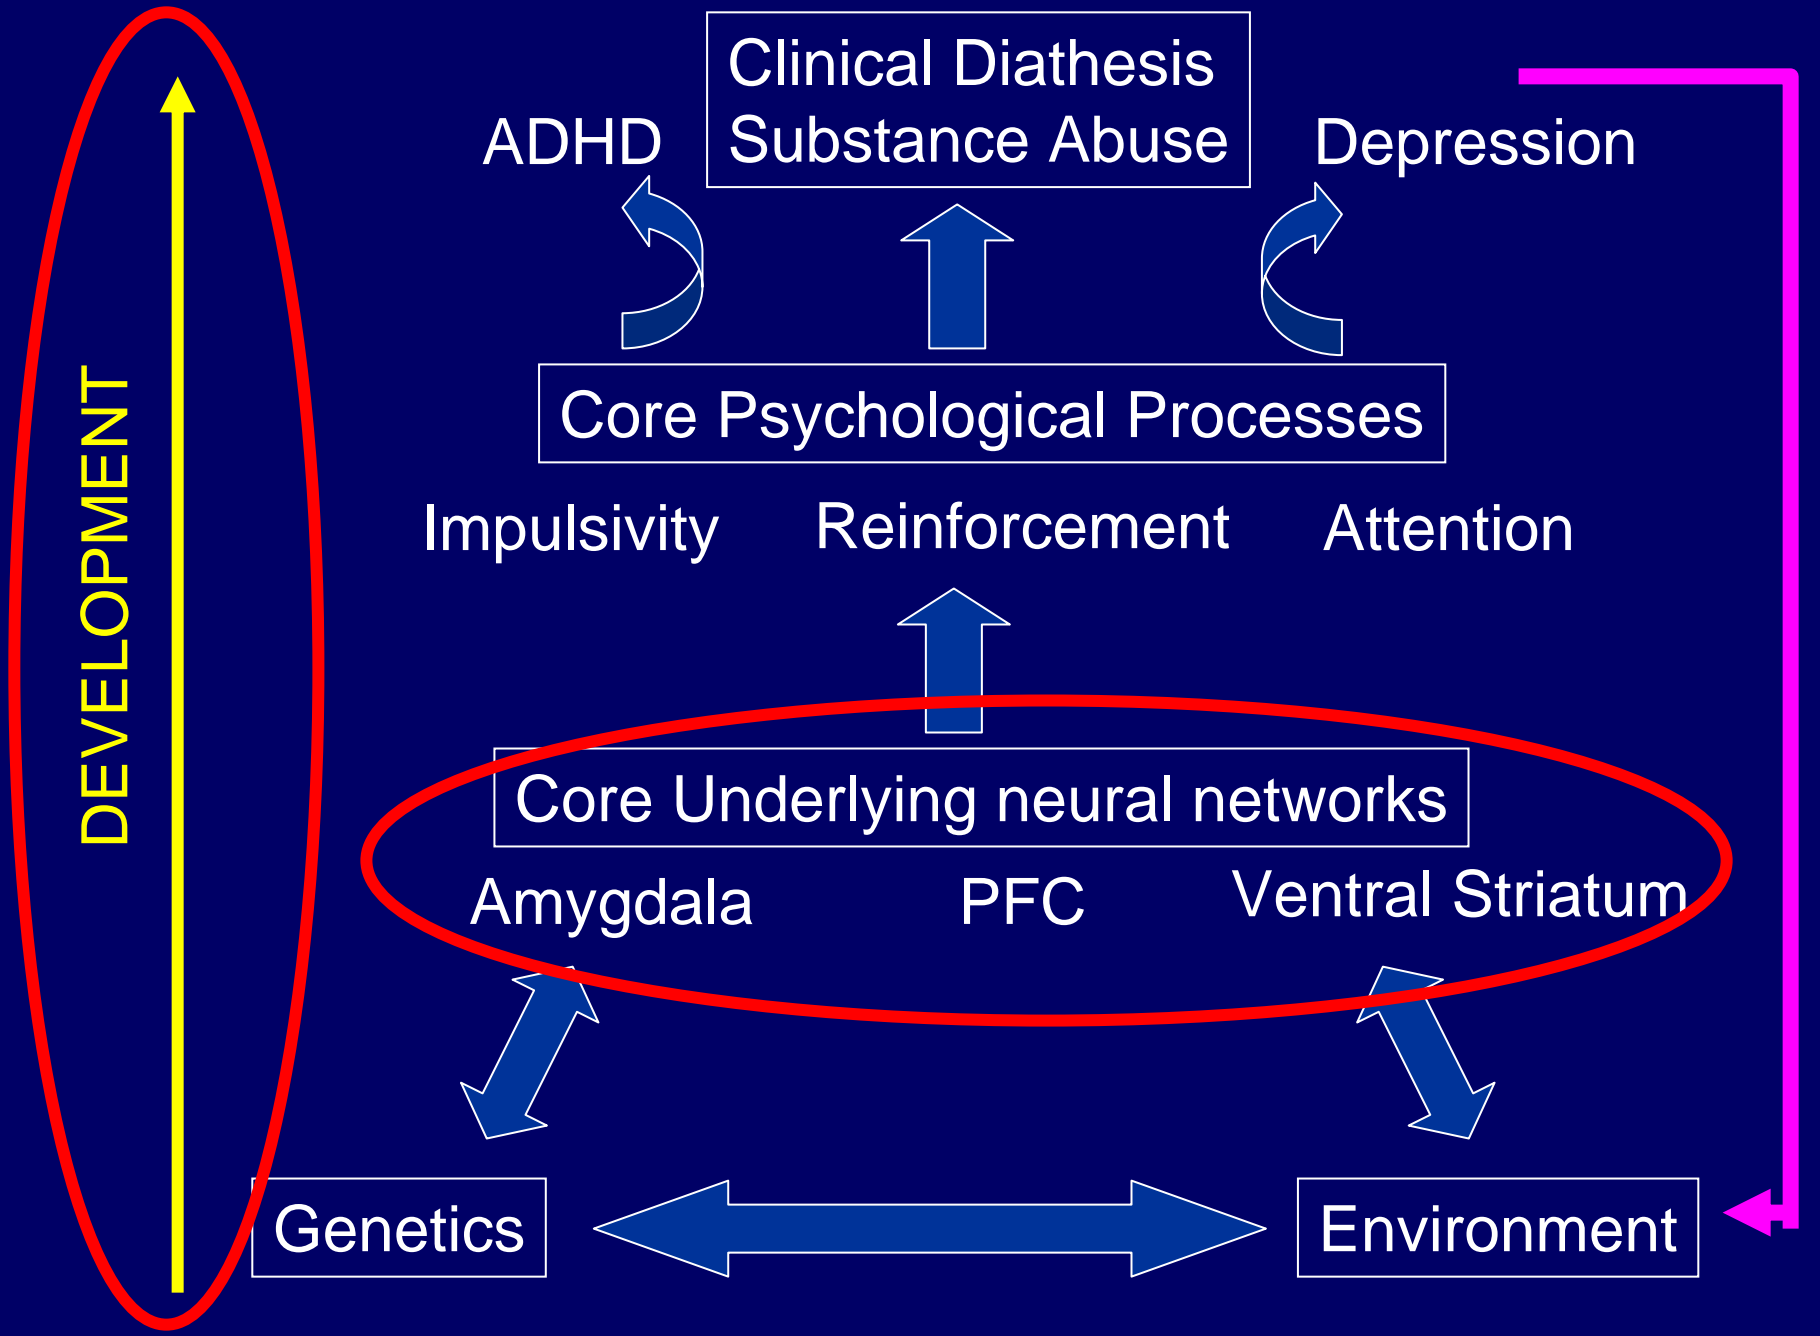 Clinical Diathesis
Substance Abuse
ADHD
Depression
Core Psychological Processes
Impulsivity
Reinforcement
Attention
DEVELOPMENT
Core Underlying neural networks
Amygdala
PFC
Ventral Striatum
Genetics
Environment